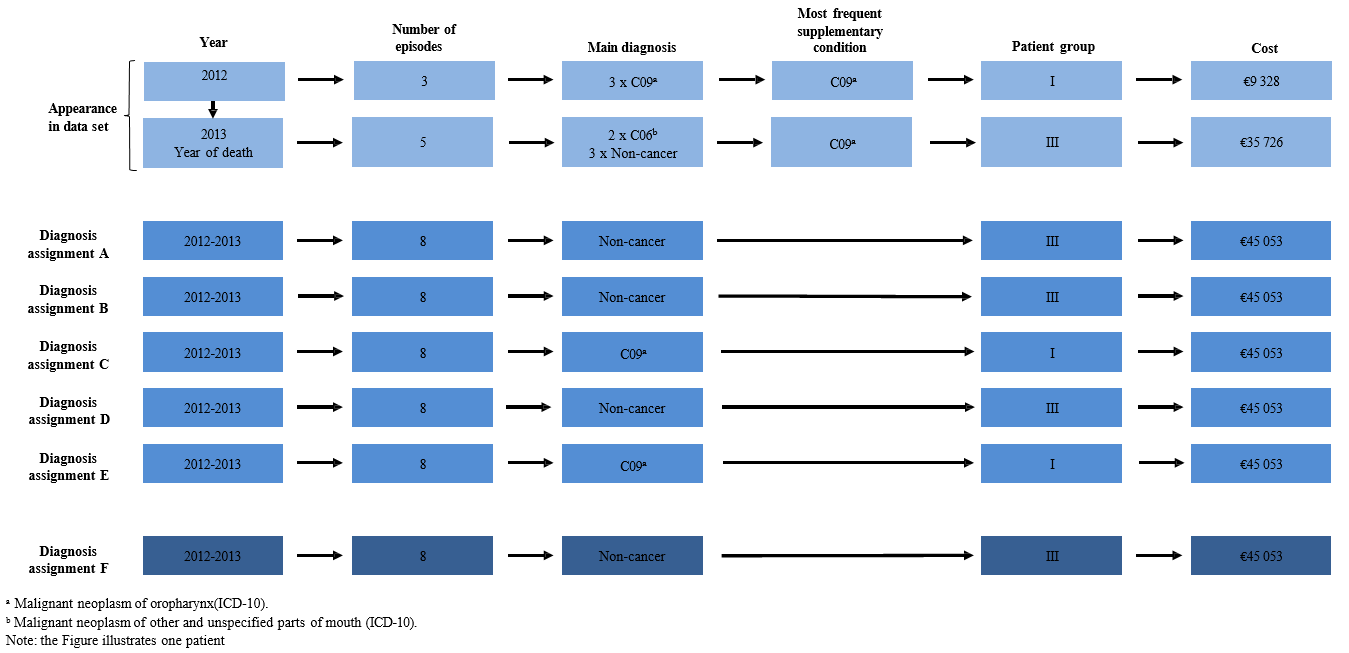 Year
Number of
episodes
Main diagnosis
Most frequent
supplementary
condition
Patient group
Cost
Appearance
in data set
2012
3
3 x C09ᵃ
C09ᵃ
I
€9 328
2013
Year of death
5
2 x C06ᵇ
3 x Non-cancer
C09ᵃ
III
€35 726
Diagnosis
assignment A
2012-2013
8
Non-cancer
III
€45 053
Diagnosis
assignment B
2012-2013
8
Non-cancer
III
€45 053
Diagnosis
assignment C
2012-2013
8
C09ᵃ
I
€45 053
Diagnosis
assignment D
2012-2013
8
Non-cancer
III
€45 053
Diagnosis
assignment E
2012-2013
8
C09ᵃ
I
€45 053
Diagnosis
assignment F
2012-2013
8
Non-cancer
III
€45 053
ᵃ Malignant neoplasm of oropharynx(ICD-10).
ᵇ Malignant neoplasm of other and unspecified parts of mouth (ICD-10).
Note: the Figure illustrates one patient